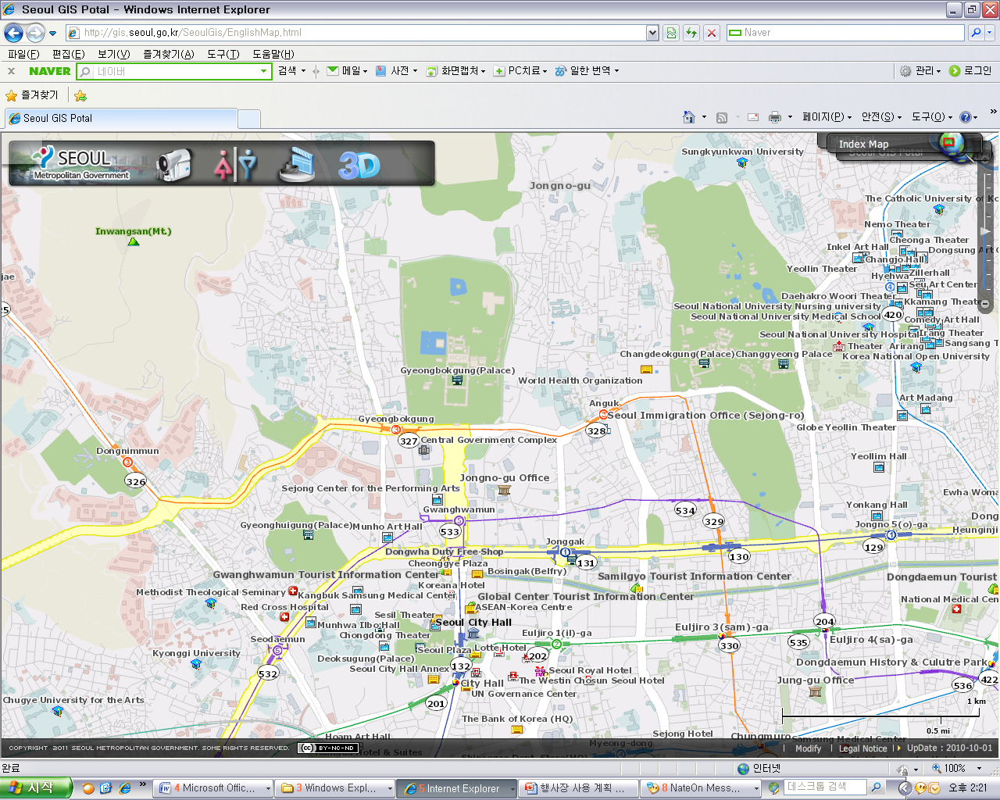 Seoul GIS Potal - Windows Internet Explorer
http://gis.seoul.go.kr/SeoulGis/EnglishMap.html
Naver
파일(F) 편집(E) 보기(V) 즐겨찾기(A) 도구(T) 도움말(H)
x NAVER 네이버 검색 메일 사전 화면캡처 PC치료 일한 번역 관리 로그인
즐겨찾기
Seoul GIS Potal
페이지(P) 안전(S) 도구(O)
SEOUL
Metropolitan Government
3D
Index Map
Seoul GIS Potal
Sungkyunkwan University
Jongno-gu
The Catholic University of Ko
Nemo Theater
Inwangsan(Mt.)
Cheonga Theater
Inkel Art Hall
Dongsung Art C
Changjo Hall
Yeollin Theater
Hyehwa
Zillerhall
jae
Seu Art Center
Daehakro Woori Theater
Kkamang Theate
Seoul National University Nursing university
25
Seoul National University Medical School
420
Comedy Art Hall
Seoul National University Hospital
Irang Theater
Theater Arirang
Sangsang T
Changdeokgung(Palace)
Changgyeong Palace
Korea National Open University
Gyeongbokgung(Palace)
World Health Organization
Art Madang
Anguk
Seoul Immigration Office (Sejong-ro)
Gyeongbokgung
Globe Yeollin Theater
327
328
Central Government Complex
Dongnimmun
Yeollim Hall
326
Jongno-gu Office
Sejong Center for the Performing Arts
Ewha Woma
Gwanghwamun
534
Yonkang Hall
329
Dong
Gyeonghuigung(Palace)
Munho Art Hall
533
Jongno 5(o)-ga
Heunginji
Jonggak
129
Dongwha Duty Free Shop
130
131
Cheonggye Plaza
Bosingak(Belfry)
Gwanghwamun Tourist Information Center
Samilgyo Tourist Information Center
Dongdaemun Tourist
Koreana Hotel
Methodist Theological Seminary
Kangbuk Samsung Medical Center
Global Center Tourist Information Center
National Medical C
Red Cross Hospital
ASEAN-Korea Centre
Sesil Theater
Seoul City Hall
204
Munhwa Ilbo Hall
Euljiro 3(sam)-ga
Chongdong Theater
Euljiro 1(il)-ga
Seodaemun
535
Euljiro 4(sa)-ga
330
Kyonggi University
Seoul Plaza
Lotte Hotel
202
Deoksugung(Palace)
Dongdaemun History & Culutre Park
Seoul City Hall Annex
132
Seoul Royal Hotel
532
The Westin Chosun Seoul Hotel
Jung-gu Office
422
City Hall
536
UN Governance Center
Chugye University for the Arts
201
1 km
The Bank of Korea (HQ)
0.5 mi
Hoam Art Hall
Sejong Hotel
Chungmuro
Samsung Medical Center
Myeong-dong
COPYRIGHT 2011 SEOUL METROPOLITAN GOVERNMENT. SOME RIGHTS RESERVED. cc BY-NC-ND
Modify | Legal Notice UpDate : 2010-10-01
완료 인터넷 100%
시작 4 Microsoft Offic... 3 Windows Expl... 5 Internet Explorer 행사장 사용 계획 ... 8 NateOn Mess... 데스크톱 검색 오후 2:21